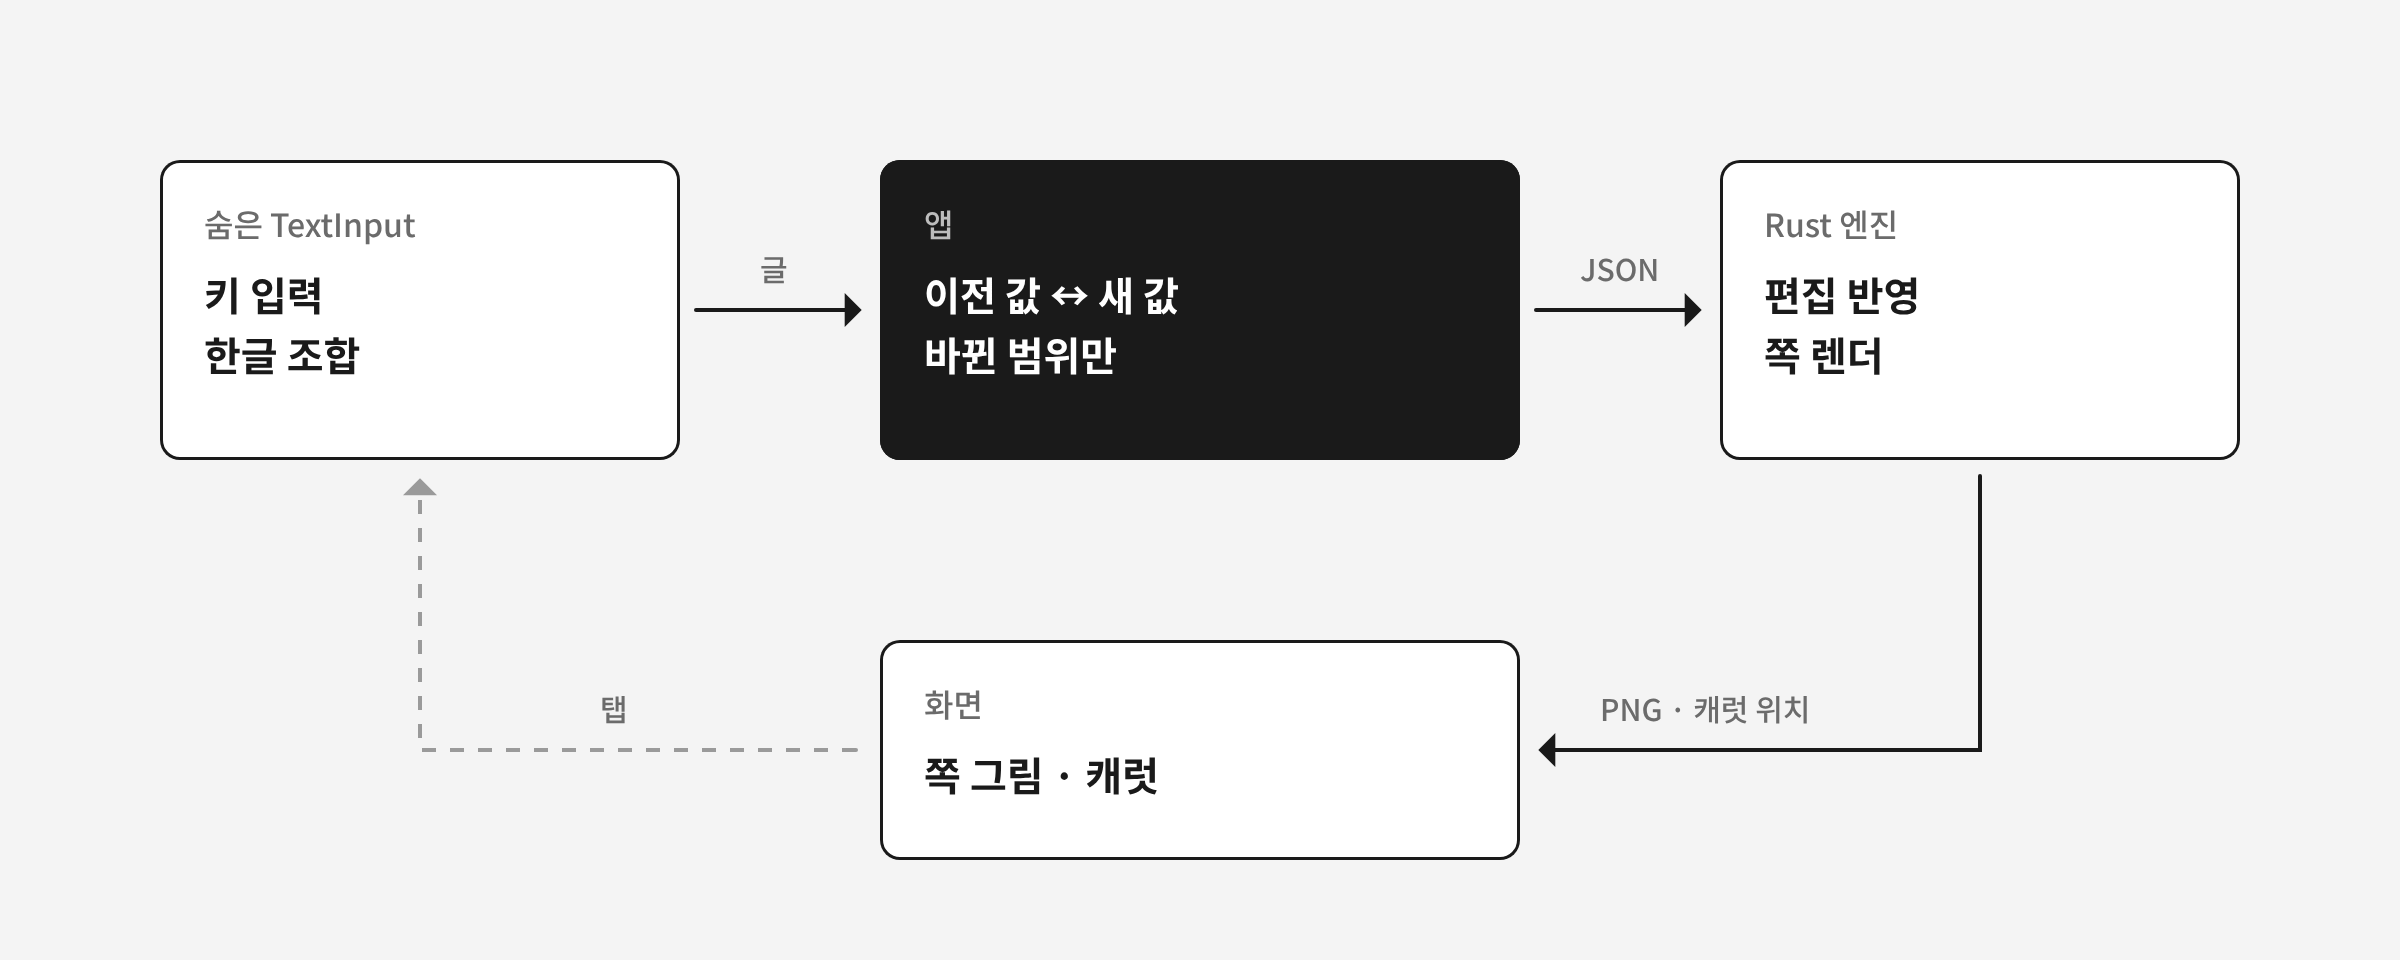 숨은 TextInput
키 입력
한글 조합
글
앱
이전 값 ↔ 새 값
바뀐 범위만
JSON
Rust 엔진
편집 반영
쪽 렌더
탭
화면
쪽 그림 · 캐럿
PNG · 캐럿 위치